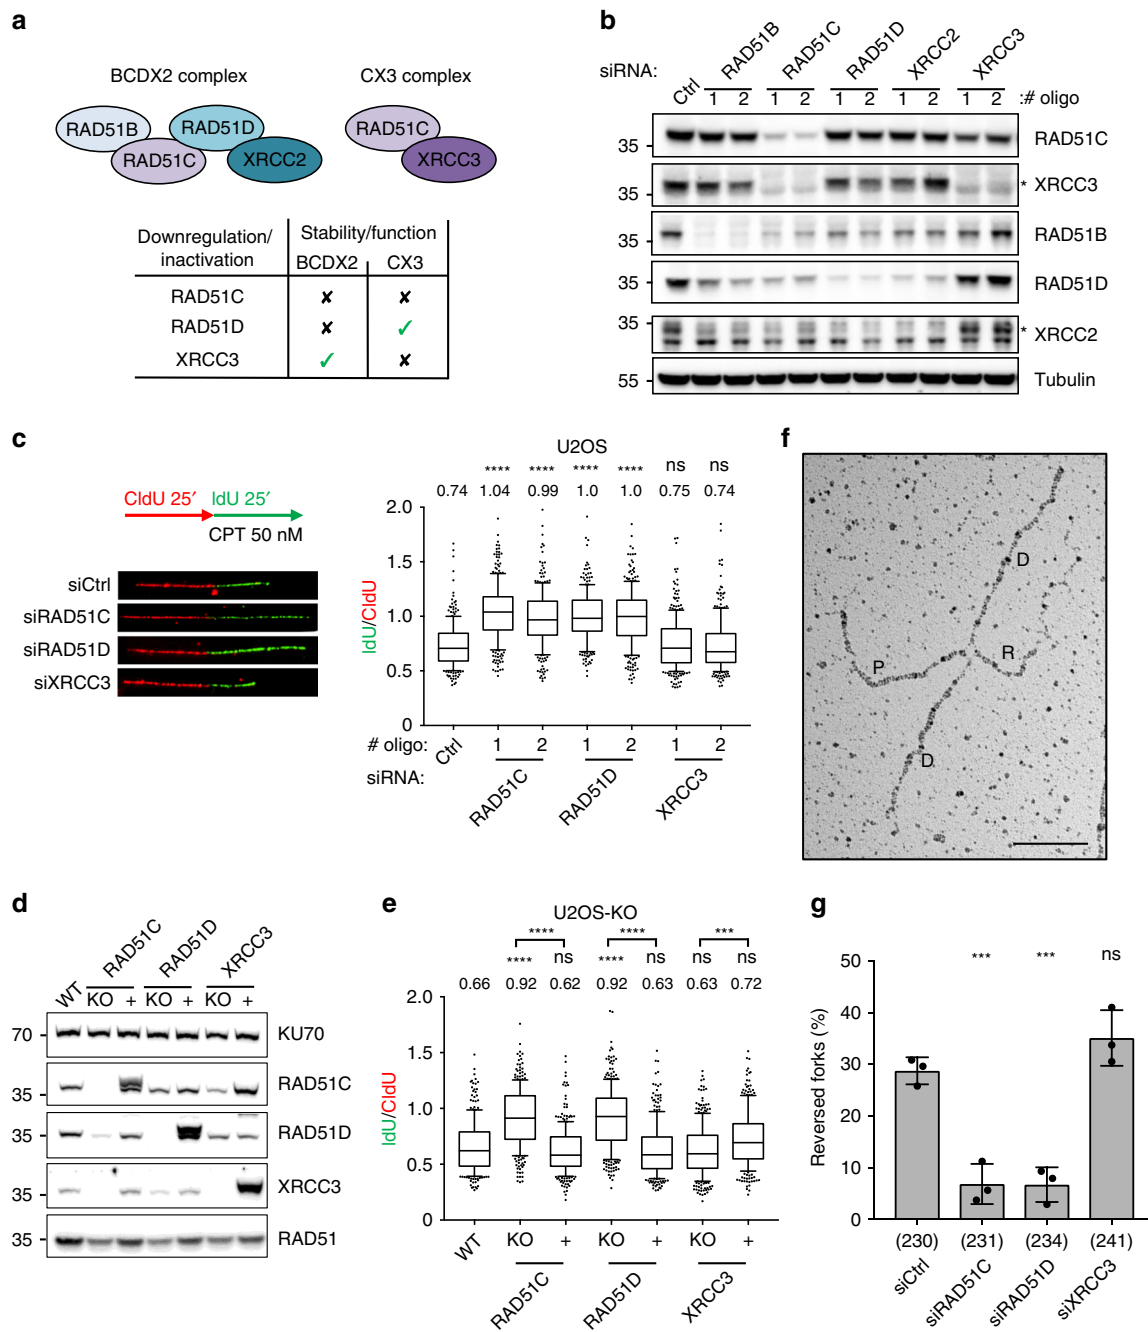 a
BCDX2 complex
CX3 complex
RAD51B
RAD51D
RAD51C
XRCC2
RAD51C
XRCC3
Downregulation/
inactivation
Stability/function
BCDX2
CX3
RAD51C ✘ ✘
RAD51D ✘ ✓
XRCC3 ✓ ✘
b
siRNA:
Ctrl
RAD51B
RAD51C
RAD51D
XRCC2
XRCC3
1 2 1 2 1 2 1 2 1 2 :# oligo
35 RAD51C
35 * XRCC3
35 RAD51B
35 RAD51D
35 * XRCC2
55 Tubulin
c
CldU 25′ IdU 25′
CPT 50 nM
siCtrl
siRAD51C
siRAD51D
siXRCC3
U2OS
**** **** **** **** ns ns
0.74 1.04 0.99 1.0 1.0 0.75 0.74
IdU/CldU
2.0
1.5
1.0
0.5
0
# oligo: Ctrl 1 2 1 2 1 2
siRNA:
RAD51C
RAD51D
XRCC3
f
D
P
R
D
d
WT
RAD51C
RAD51D
XRCC3
KO + KO + KO +
70 KU70
35 RAD51C
35 RAD51D
35 XRCC3
35 RAD51
e
U2OS-KO
**** **** ***
**** ns **** ns ns ns
0.66 0.92 0.62 0.92 0.63 0.63 0.72
IdU/CldU
2.0
1.5
1.0
0.5
0
WT KO + KO + KO +
RAD51C
RAD51D
XRCC3
g
*** *** ns
Reversed forks (%)
50
40
30
20
10
0
(230) (231) (234) (241)
siCtrl
siRAD51C
siRAD51D
siXRCC3